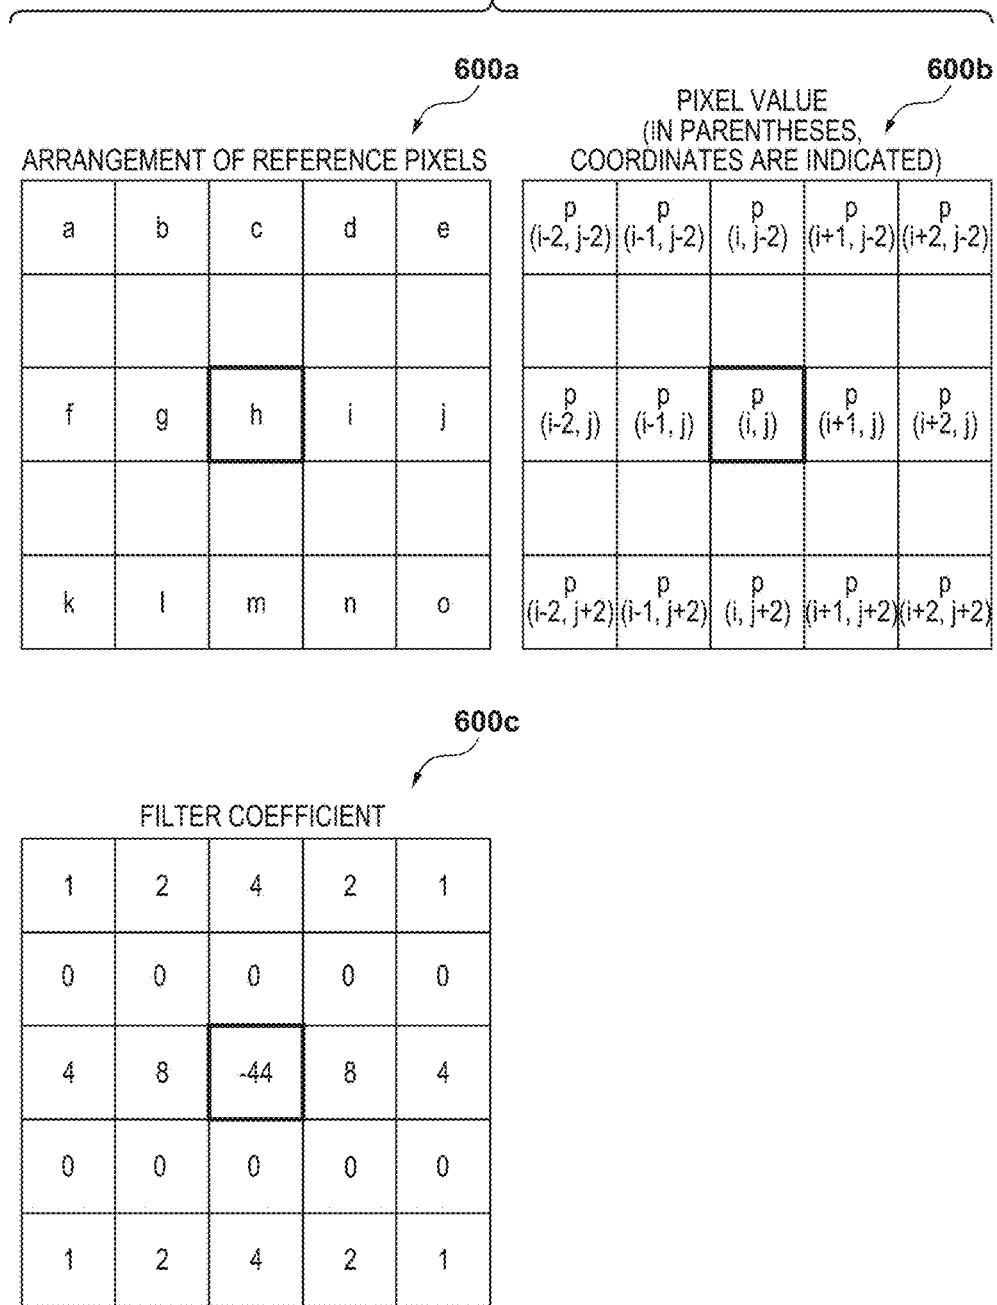 600a
ARRANGEMENT OF REFERENCE PIXELS
a b c d e
f g h i j
k l m n o
600b
PIXEL VALUE
(IN PARENTHESES,
COORDINATES ARE INDICATED)
p p p p p
(i-2, j-2) (i-1, j-2) (i, j-2) (i+1, j-2) (i+2, j-2)
p p p p p
(i-2, j) (i-1, j) (i, j) (i+1, j) (i+2, j)
p p p p p
(i-2, j+2) (i-1, j+2) (i, j+2) (i+1, j+2) (i+2, j+2)
600c
FILTER COEFFICIENT
1 2 4 2 1
0 0 0 0 0
4 8 -44 8 4
0 0 0 0 0
1 2 4 2 1